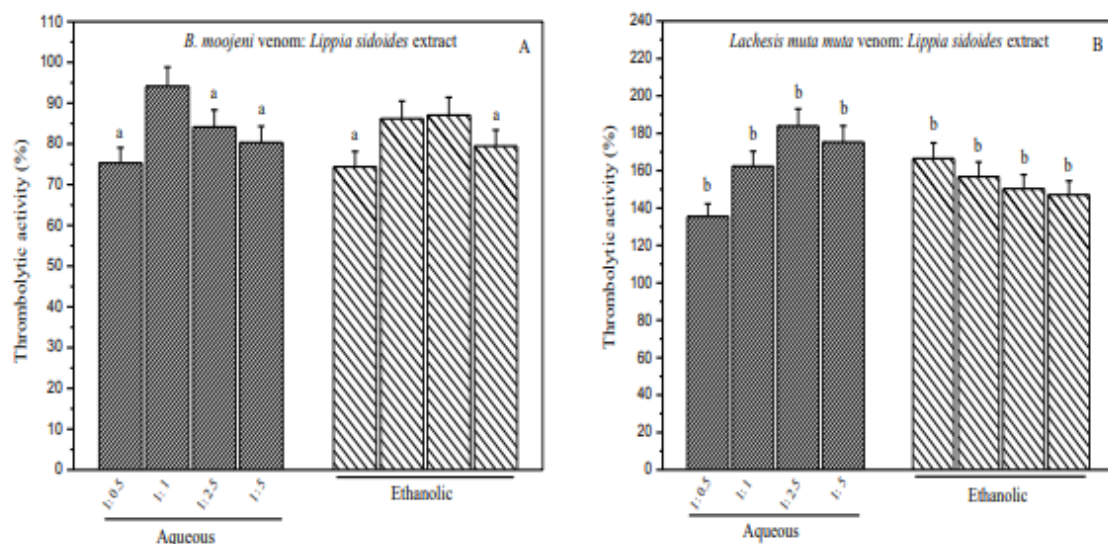 B. moojeni venom: Lippia sidoides extract
A
Thrombolytic activity (%)
110
100
90
80
70
60
50
40
30
20
10
0
a
a
a
a
a
1: 0.5
1: 1
1: 2.5
1: 5
Aqueous
Ethanolic
Lachesis muta muta venom: Lippia sidoides extract
B
Thrombolytic activity (%)
240
220
200
180
160
140
120
100
80
60
40
20
0
b
b
b
b
b
b
b
b
1: 0.5
1: 1
1: 2.5
1: 5
Aqueous
Ethanolic